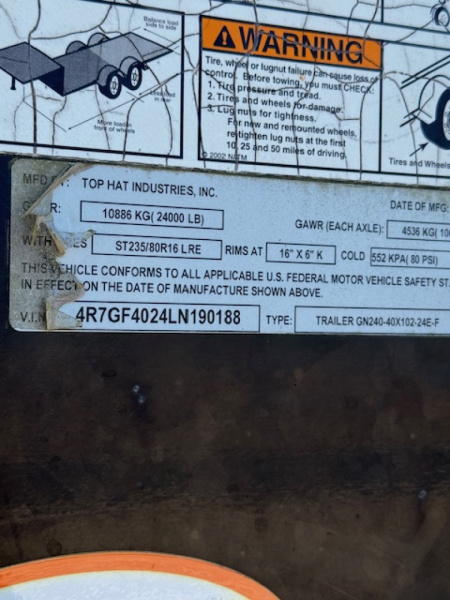 Balance load
side to side
More load in
front of wheels
WARNING
Tire, wheel or lugnut failure can cause loss of
control. Before towing, you must CHECK:
1. Tire pressure and tread.
2. Tires and wheels for damage.
3. Lug nuts for tightness.
For new and remounted wheels,
re-tighten lug nuts at the first
10, 25 and 50 miles of driving.
© 2002 NATM
Tires and Wheels
MFD BY: TOP HAT INDUSTRIES, INC.
DATE OF MFG:
R: 10886 KG( 24000 LB)
GAWR (EACH AXLE): 4536 KG( 10
WITH ES ST235/80R16 LRE RIMS AT 16" X 6" K COLD 552 KPA( 80 PSI)
THIS VEHICLE CONFORMS TO ALL APPLICABLE U.S. FEDERAL MOTOR VEHICLE SAFETY ST
IN EFFECT ON THE DATE OF MANUFACTURE SHOWN ABOVE.
V.I.N 4R7GF4024LN190188 TYPE: TRAILER GN240-40X102-24E-F